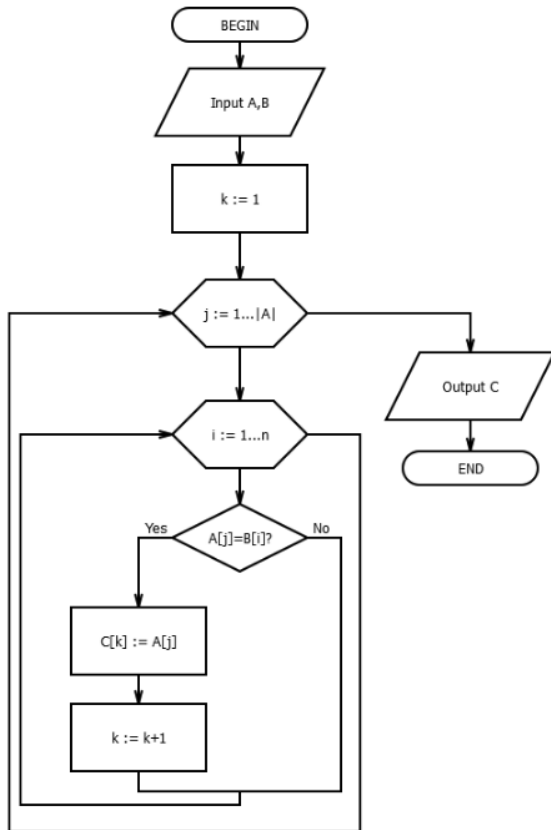 BEGIN
Input A,B
k := 1
j := 1...|A|
Output C
i := 1...n
END
A[j]=B[i]?
Yes
No
C[k] := A[j]
k := k+1